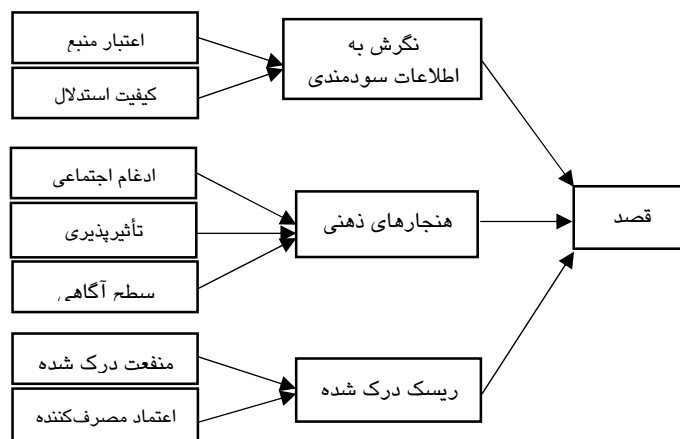 اعتبار منبع
کیفیت استدلال
نگرش به
اطلاعات سودمندی
ادغام اجتماعی
تأثیرپذیری
سطح آگاهی
هنجارهای ذهنی
قصد
منفعت درک شده
اعتماد مصرف‌کننده
ریسک درک شده